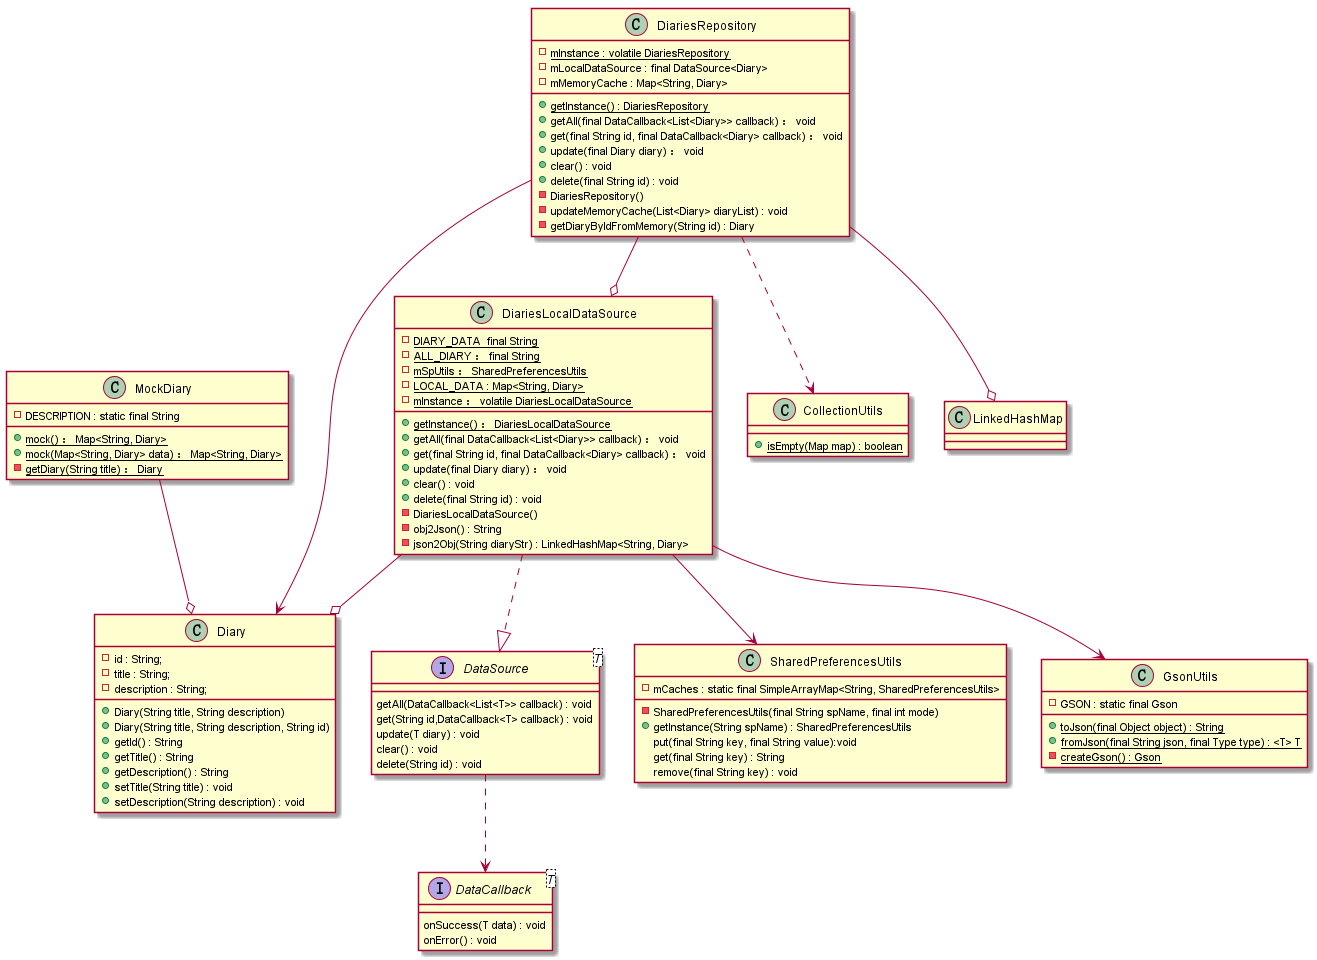 C DiariesRepository
mInstance : volatile DiariesRepository
mLocalDataSource : final DataSource<Diary>
mMemoryCache : Map<String, Diary>
getInstance() : DiariesRepository
getAll(final DataCallback<List<Diary>> callback) ： void
get(final String id, final DataCallback<Diary> callback) ： void
update(final Diary diary) ： void
clear() : void
delete(final String id) : void
DiariesRepository()
updateMemoryCache(List<Diary> diaryList) : void
getDiaryByIdFromMemory(String id) : Diary
C DiariesLocalDataSource
DIARY_DATA  final String
ALL_DIARY ： final String
mSpUtils ： SharedPreferencesUtils
LOCAL_DATA : Map<String, Diary>
mInstance ： volatile DiariesLocalDataSource
getInstance() ： DiariesLocalDataSource
getAll(final DataCallback<List<Diary>> callback) ： void
get(final String id, final DataCallback<Diary> callback) ： void
update(final Diary diary) ： void
clear() : void
delete(final String id) : void
DiariesLocalDataSource()
obj2Json() : String
json2Obj(String diaryStr) : LinkedHashMap<String, Diary>
C MockDiary
DESCRIPTION : static final String
mock() ： Map<String, Diary>
mock(Map<String, Diary> data) ： Map<String, Diary>
getDiary(String title) ： Diary
C CollectionUtils
isEmpty(Map map) : boolean
C LinkedHashMap
C Diary
id : String;
title : String;
description : String;
Diary(String title, String description)
Diary(String title, String description, String id)
getId() : String
getTitle() : String
getDescription() : String
setTitle(String title) : void
setDescription(String description) : void
I DataSource T
getAll(DataCallback<List<T>> callback) : void
get(String id,DataCallback<T> callback) : void
update(T diary) : void
clear() : void
delete(String id) : void
C SharedPreferencesUtils
mCaches : static final SimpleArrayMap<String, SharedPreferencesUtils>
SharedPreferencesUtils(final String spName, final int mode)
getInstance(String spName) : SharedPreferencesUtils
put(final String key, final String value):void
get(final String key) : String
remove(final String key) : void
C GsonUtils
GSON : static final Gson
toJson(final Object object) : String
fromJson(final String json, final Type type) : <T> T
createGson() : Gson
I DataCallback T
onSuccess(T data) : void
onError() : void